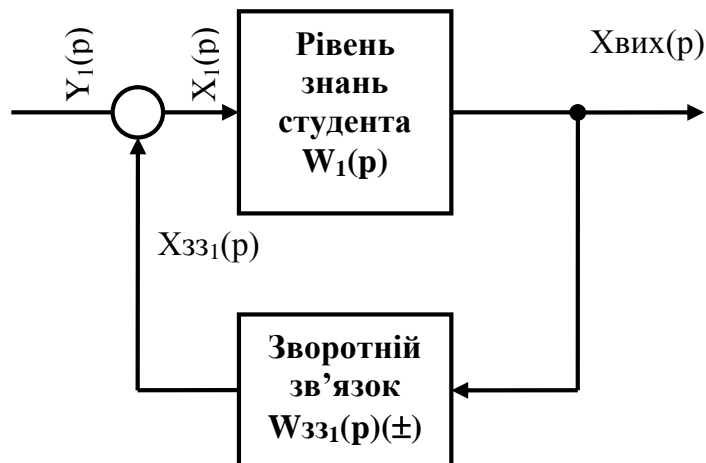 Y₁(p)
X₁(p)
Рівень
знань
студента
W₁(p)
Xвих(p)
Xзз₁(p)
Зворотній
зв’язок
Wзз₁(p)(±)